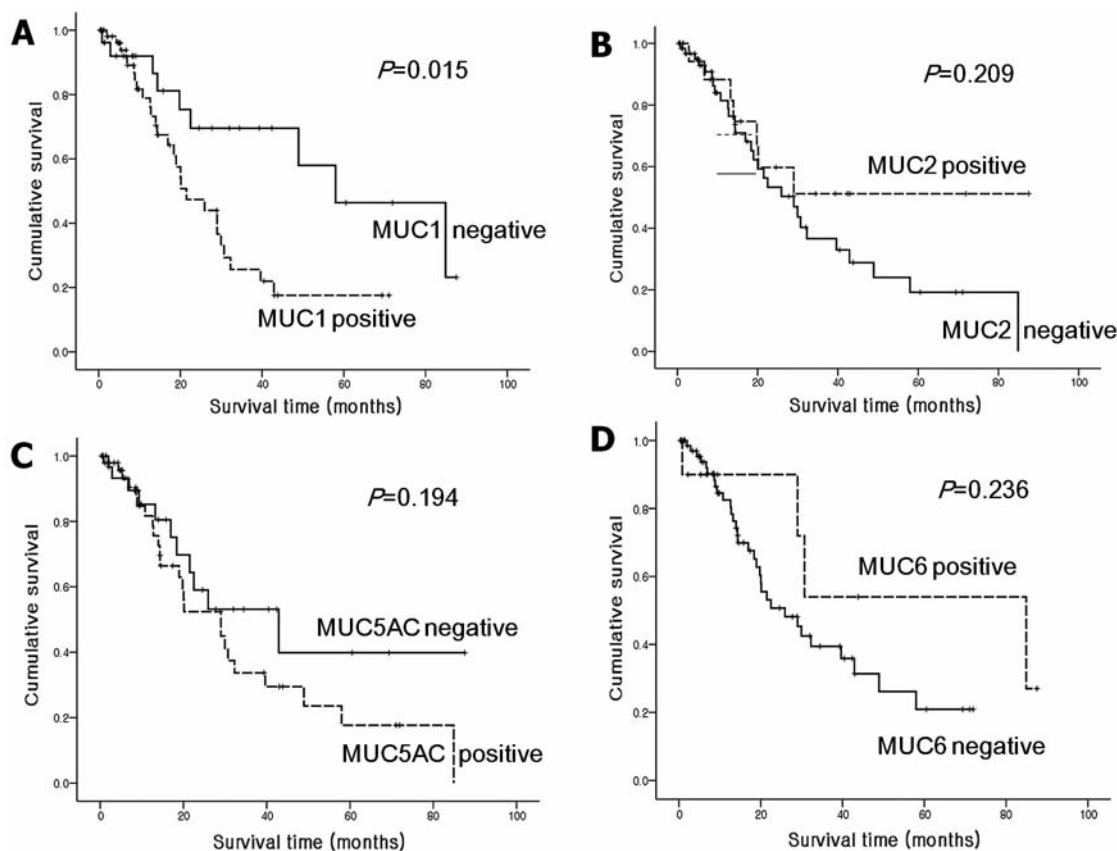 A
P=0.015
Cumulative survival
1.0
0.8
0.6
0.4
0.2
0.0
MUC1 negative
MUC1 positive
0 20 40 60 80 100
Survival time (months)
B
P=0.209
Cumulative survival
1.0
0.8
0.6
0.4
0.2
0.0
MUC2 positive
MUC2 negative
0 20 40 60 80 100
Survival time (months)
C
P=0.194
Cumulative survival
1.0
0.8
0.6
0.4
0.2
0.0
MUC5AC negative
MUC5AC positive
0 20 40 60 80 100
Survival time (months)
D
P=0.236
Cumulative survival
1.0
0.8
0.6
0.4
0.2
0.0
MUC6 positive
MUC6 negative
0 20 40 60 80 100
Survival time (months)